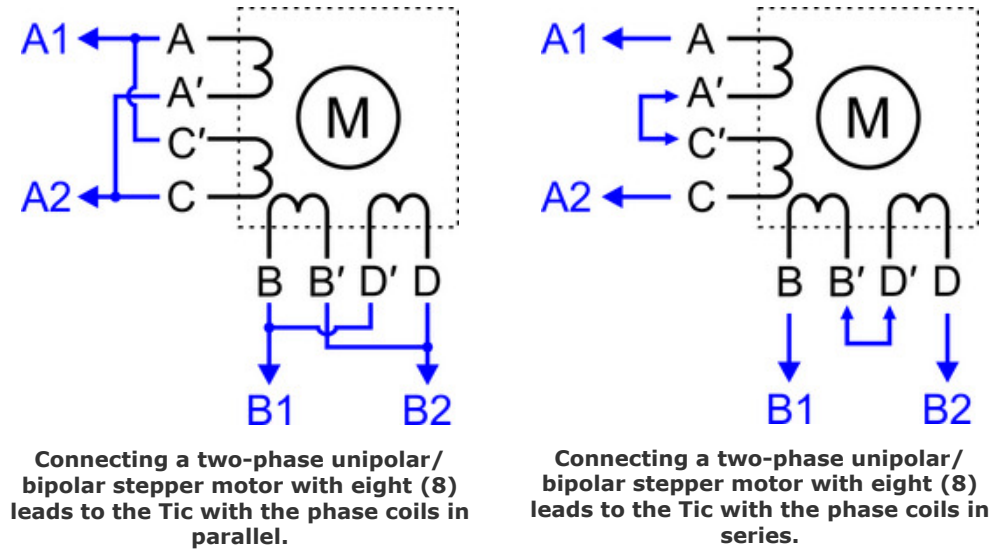 A1
A
A′
C′
A2
C
M
B B′ D′ D
B1 B2
Connecting a two-phase unipolar/
bipolar stepper motor with eight (8)
leads to the Tic with the phase coils in
parallel.
A1
A
A′
C′
A2
C
M
B B′ D′ D
B1 B2
Connecting a two-phase unipolar/
bipolar stepper motor with eight (8)
leads to the Tic with the phase coils in
series.